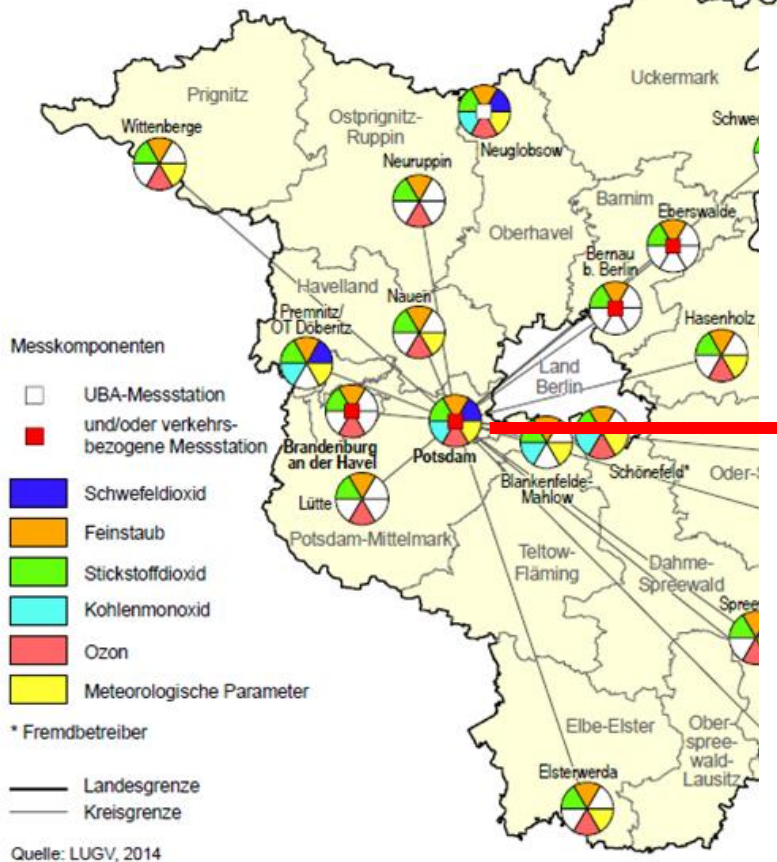 Prignitz
Uckermark
Ostprignitz-
Ruppin
Wittenberge
Neuglobsow
Neuruppin
Barnim
Eberswalde
Oberhavel
Bernau
b. Berlin
Havelland
Nauen
Premnitz/
OT Döberitz
Hasenholz
Land
Berlin
Brandenburg
an der Havel
Potsdam
Schönefeld*
Blankenfelde-
Mahlow
Lütte
Potsdam-Mittelmark
Teltow-
Fläming
Dahme-
Spreewald
Elbe-Elster
Ober-
spree-
wald-
Lausitz
Elsterwerda
Messkomponenten
UBA-Messstation
und/oder verkehrs-
bezogene Messstation
Schwefeldioxid
Feinstaub
Stickstoffdioxid
Kohlenmonoxid
Ozon
Meteorologische Parameter
* Fremdbetreiber
Landesgrenze
Kreisgrenze
Quelle: LUGV, 2014